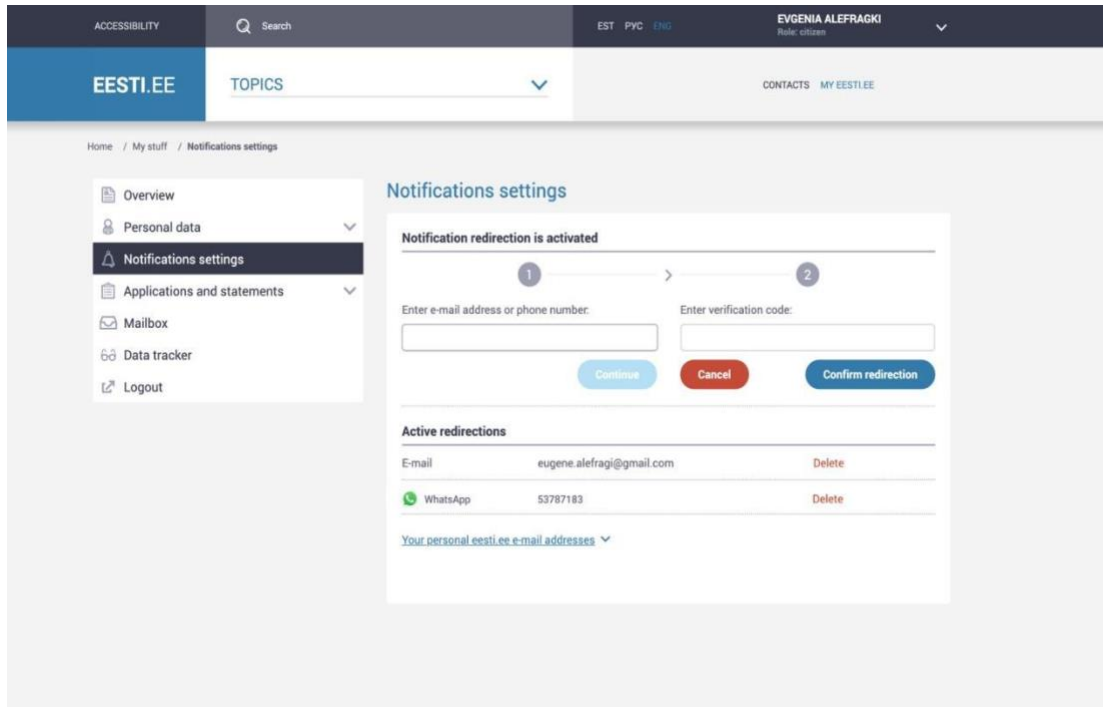 ACCESSIBILITY Search EST РУС ENG EVGENIA ALEFRAGKI
Role: citizen
EESTI.EE TOPICS CONTACTS MY EESTI.EE
Home / My stuff / Notifications settings
Overview
Personal data
Notifications settings
Applications and statements
Mailbox
Data tracker
Logout
Notifications settings
Notification redirection is activated
1 > 2
Enter e-mail address or phone number: Enter verification code:
Continue Cancel Confirm redirection
Active redirections
E-mail eugene.alefragi@gmail.com Delete
WhatsApp 53787183 Delete
Your personal eesti.ee e-mail addresses